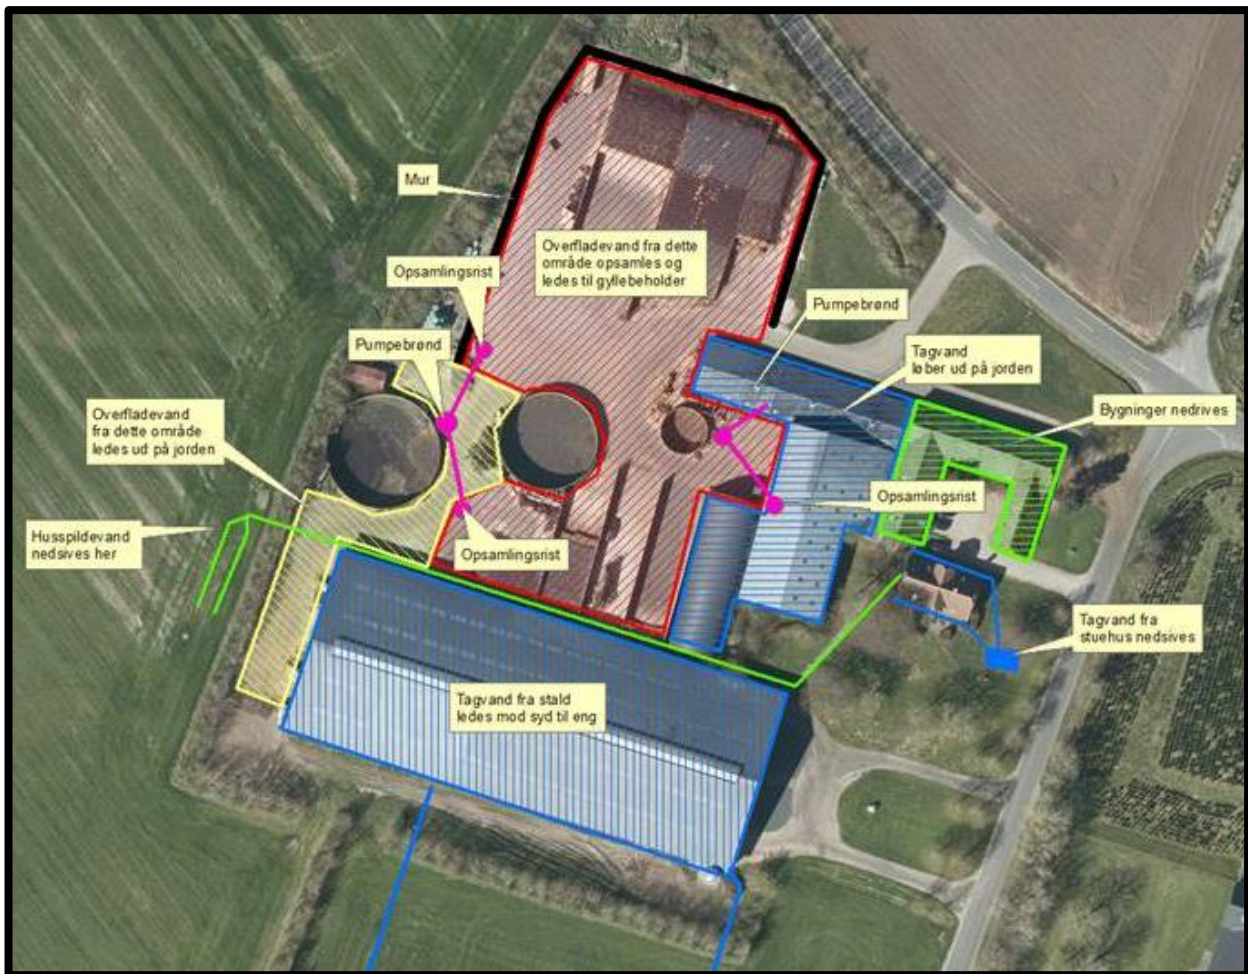 Mur
Overfladevand fra dette
område opsamles og
ledes til gyllebeholder
Opsamlingsrist
Pumpebrønd
Pumpebrønd
Tagvand
løber ud på jorden
Bygninger nedrives
Overfladevand
fra dette område
ledes ud på jorden
Opsamlingsrist
Husspildevand
nedsives her
Opsamlingsrist
Tagvand fra
stuehus nedsives
Tagvand fra stald
ledes mod syd til eng